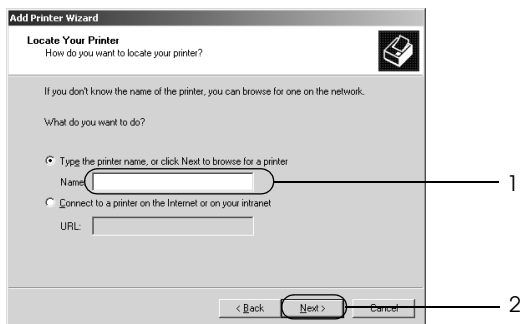 Add Printer Wizard
Locate Your Printer
How do you want to locate your printer?
If you don't know the name of the printer, you can browse for one on the network.
What do you want to do?
Type the printer name, or click Next to browse for a printer
Name
1
Connect to a printer on the Internet or on your intranet
URL:
< Back
Next >
Cancel
2